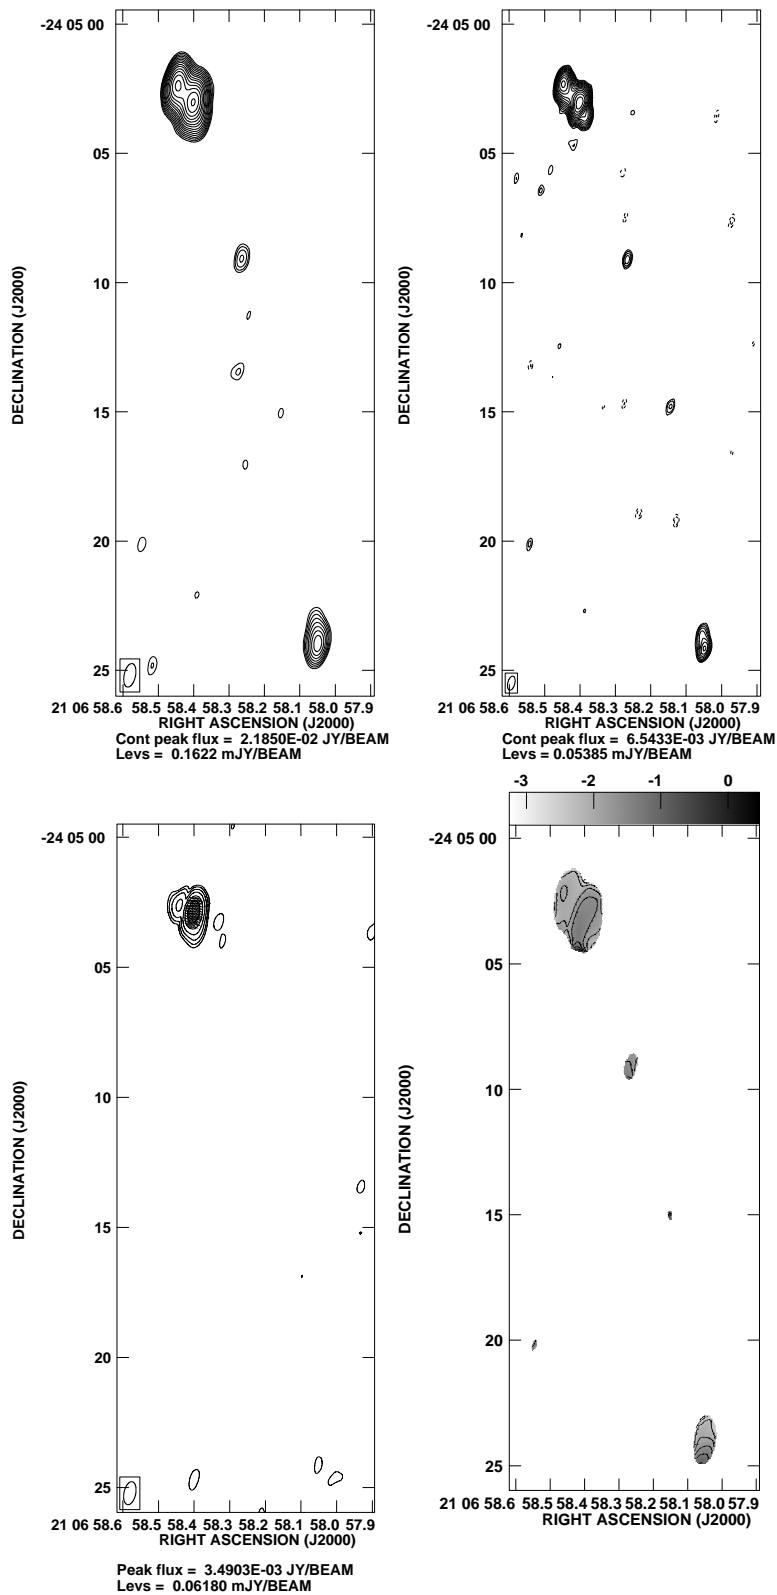 -24 05 00
05
10
15
20
25
DECLINATION (J2000)
21 06 58.6 58.5 58.4 58.3 58.2 58.1 58.0 57.9
RIGHT ASCENSION (J2000)
Cont peak flux = 2.1850E-02 JY/BEAM
Levs = 0.1622 mJY/BEAM
-24 05 00
05
10
15
20
25
DECLINATION (J2000)
21 06 58.6 58.5 58.4 58.3 58.2 58.1 58.0 57.9
RIGHT ASCENSION (J2000)
Cont peak flux = 6.5433E-03 JY/BEAM
Levs = 0.05385 mJY/BEAM
-24 05 00
05
10
15
20
25
DECLINATION (J2000)
21 06 58.6 58.5 58.4 58.3 58.2 58.1 58.0 57.9
RIGHT ASCENSION (J2000)
Peak flux = 3.4903E-03 JY/BEAM
Levs = 0.06180 mJY/BEAM
-3 -2 -1 0
-24 05 00
05
10
15
20
25
DECLINATION (J2000)
21 06 58.6 58.5 58.4 58.3 58.2 58.1 58.0 57.9
RIGHT ASCENSION (J2000)